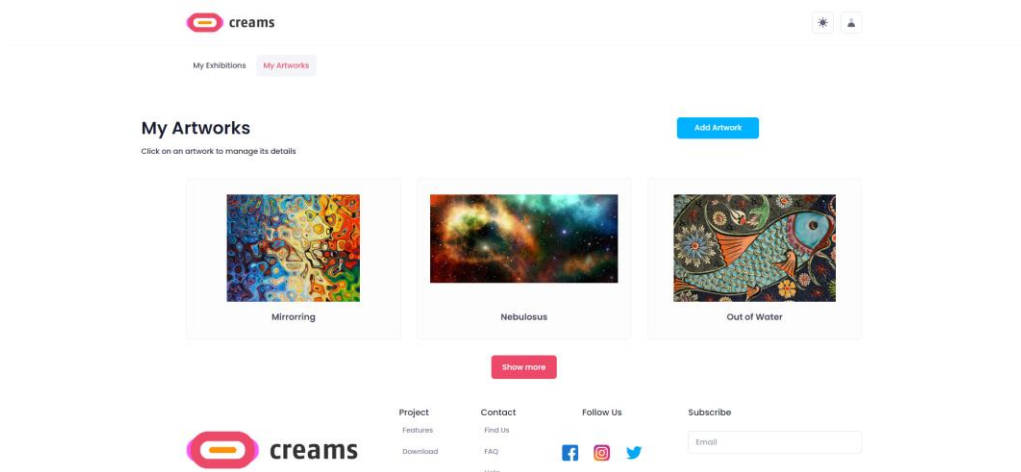 creams
My Exhibitions My Artworks
My Artworks
Add Artwork
Click on an artwork to manage its details
Mirrorring
Nebulosus
Out of Water
Show more
Project
Contact
Follow Us
Subscribe
Features
Find Us
Download
FAQ
Email
creams
Help